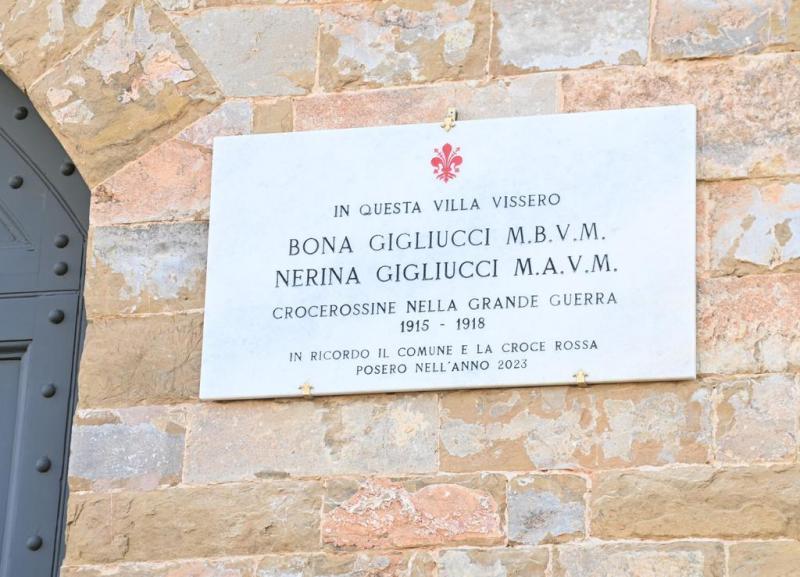 IN QUESTA VILLA VISSERO
BONA GIGLIUCCI M.B.V.M.
NERINA GIGLIUCCI M.A.V.M.
CROCEROSSINE NELLA GRANDE GUERRA
1915 - 1918
IN RICORDO IL COMUNE E LA CROCE ROSSA
POSERO NELL'ANNO 2023